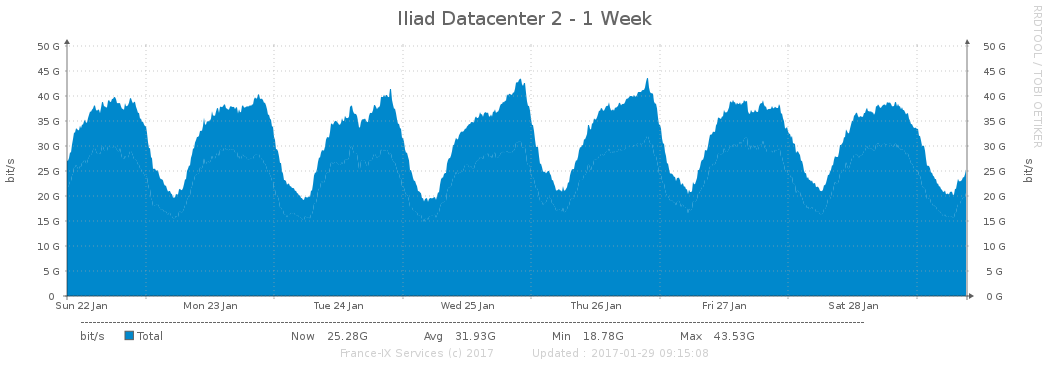 Iliad Datacenter 2 - 1 Week
RRDTOOL / TOBI OETIKER
bit/s
50 G 50 G
45 G 45 G
40 G 40 G
35 G 35 G
30 G 30 G
25 G 25 G
20 G 20 G
15 G 15 G
10 G 10 G
5 G 5 G
0 0 G
bit/s
Sun 22 Jan Mon 23 Jan Tue 24 Jan Wed 25 Jan Thu 26 Jan Fri 27 Jan Sat 28 Jan
bit/s Total Now 25.28G Avg 31.93G Min 18.78G Max 43.53G
France-IX Services (c) 2017 Updated : 2017-01-29 09:15:08